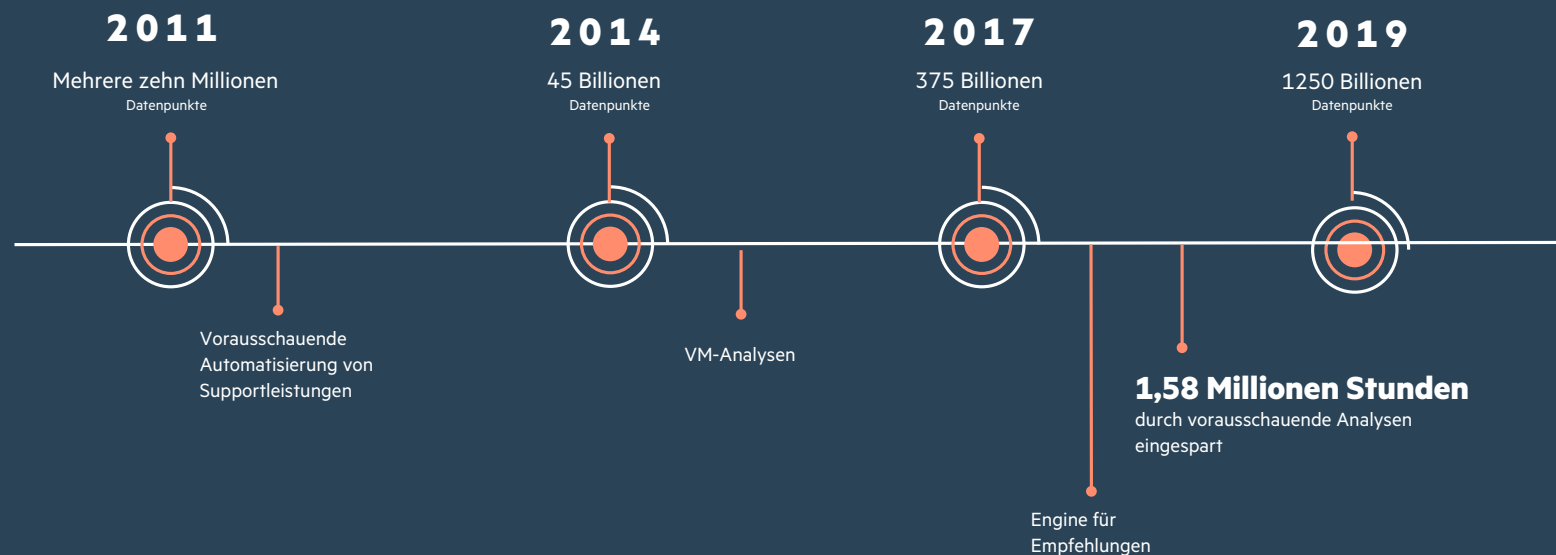 2011
Mehrere zehn Millionen
Datenpunkte
2014
45 Billionen
Datenpunkte
2017
375 Billionen
Datenpunkte
2019
1250 Billionen
Datenpunkte
Vorausschauende
Automatisierung von
Supportleistungen
VM-Analysen
1,58 Millionen Stunden
durch vorausschauende Analysen
eingespart
Engine für
Empfehlungen